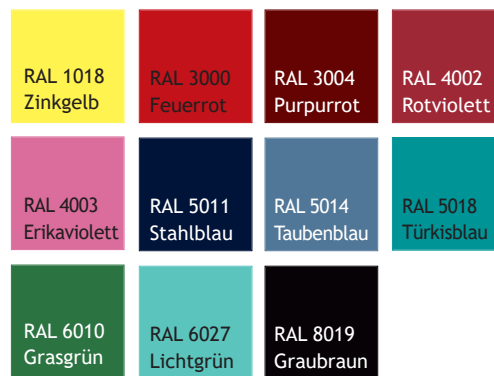 RAL 1018
Zinkgelb
RAL 3000
Feuerrot
RAL 3004
Purpurrot
RAL 4002
Rotviolett
RAL 4003
Erikaviolett
RAL 5011
Stahlblau
RAL 5014
Taubenblau
RAL 5018
Türkisblau
RAL 6010
Grasgrün
RAL 6027
Lichtgrün
RAL 8019
Graubraun